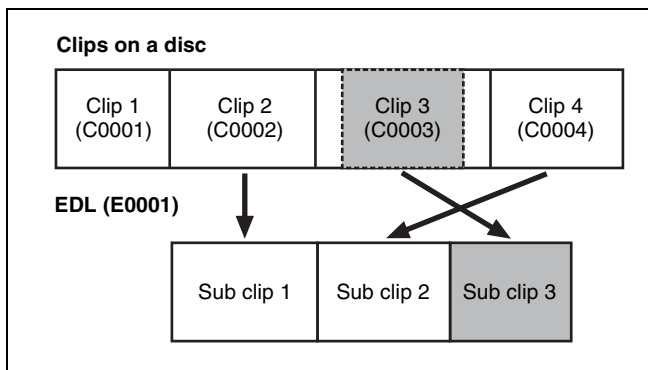 Clips on a disc
Clip 1
(C0001)
Clip 2
(C0002)
Clip 3
(C0003)
Clip 4
(C0004)
EDL (E0001)
Sub clip 1
Sub clip 2
Sub clip 3